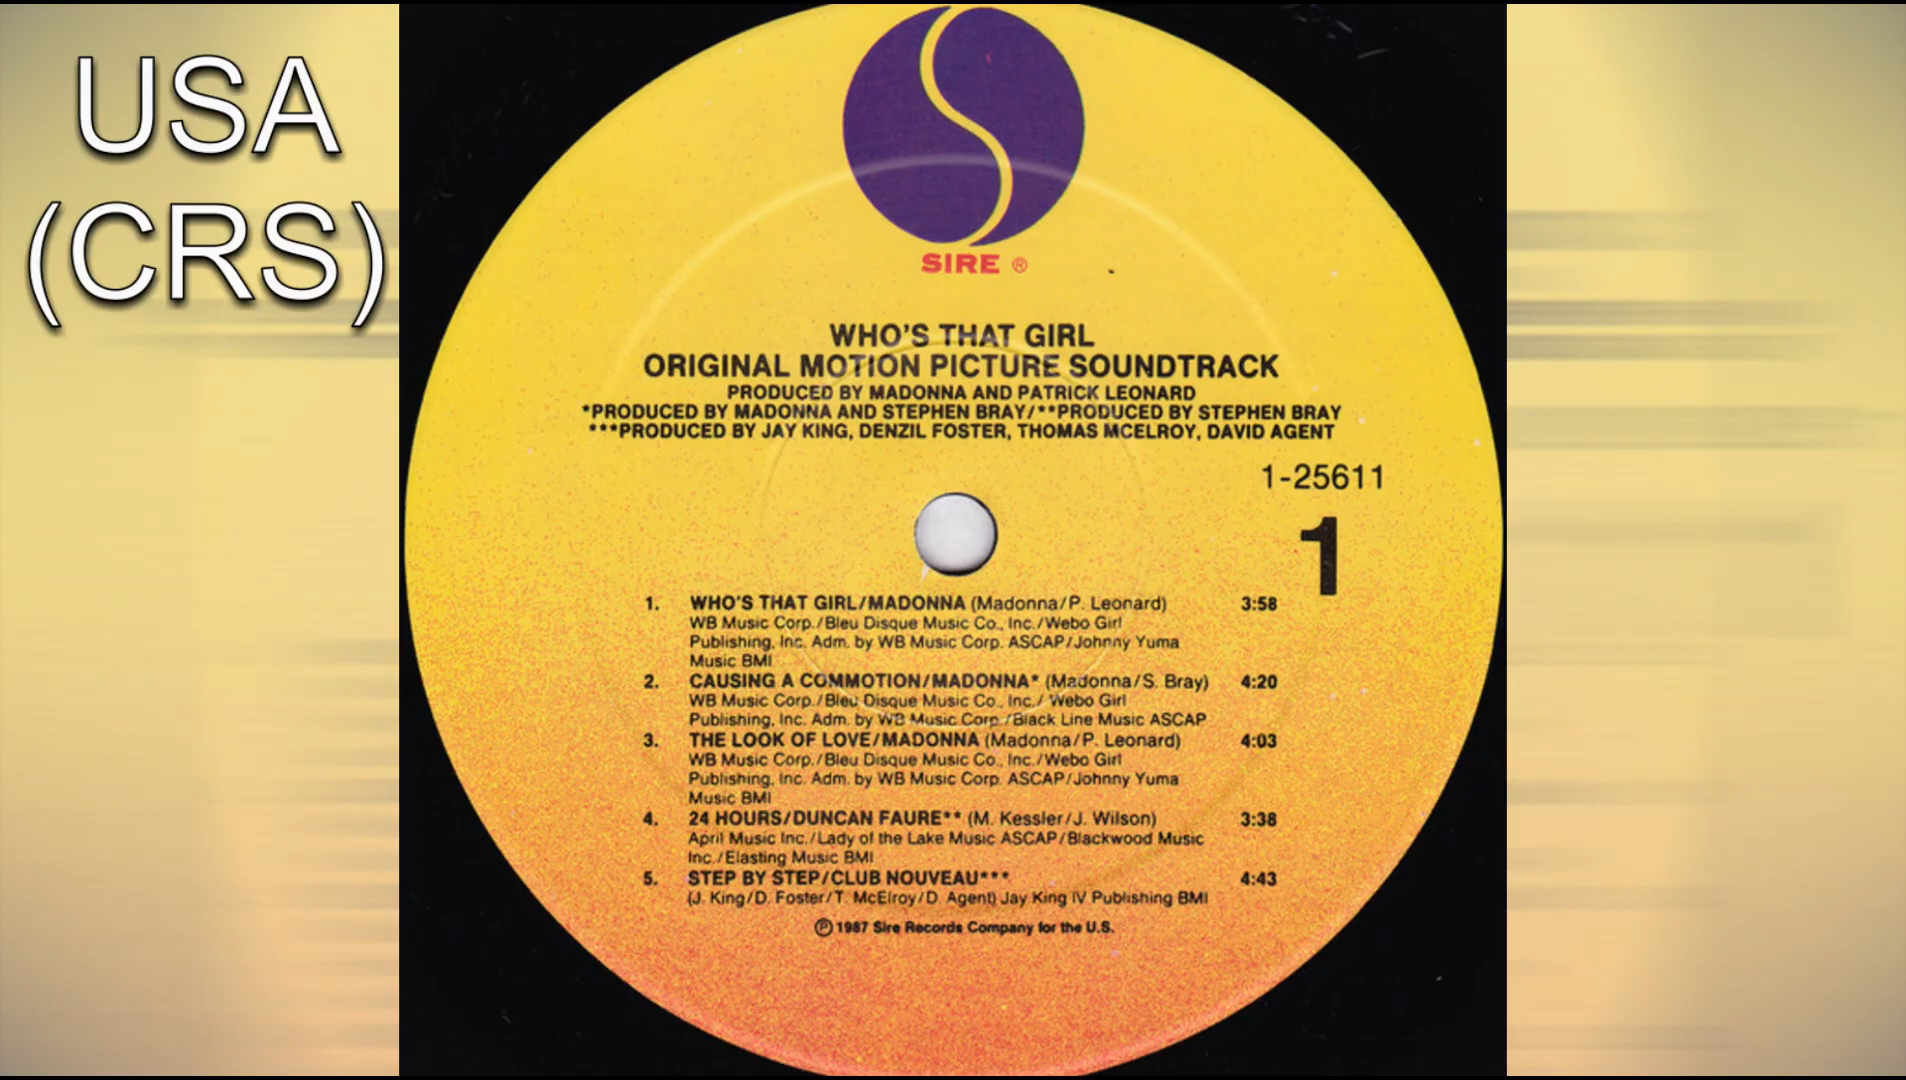 USA
(CRS)
SIRE ®
WHO'S THAT GIRL
ORIGINAL MOTION PICTURE SOUNDTRACK
PRODUCED BY MADONNA AND PATRICK LEONARD
*PRODUCED BY MADONNA AND STEPHEN BRAY/**PRODUCED BY STEPHEN BRAY
***PRODUCED BY JAY KING, DENZIL FOSTER, THOMAS MCELROY, DAVID AGENT
1-25611
1
1. WHO'S THAT GIRL/MADONNA (Madonna/P. Leonard) 3:58
WB Music Corp./Bleu Disque Music Co., Inc./Webo Girl
Publishing, Inc. Adm. by WB Music Corp. ASCAP/Johnny Yuma
Music BMI
2. CAUSING A COMMOTION/MADONNA* (Madonna/S. Bray) 4:20
WB Music Corp./Bleu Disque Music Co., Inc./ Webo Girl
Publishing, Inc. Adm. by WB Music Corp./Black Line Music ASCAP
3. THE LOOK OF LOVE/MADONNA (Madonna/P. Leonard) 4:03
WB Music Corp./Bleu Disque Music Co., Inc./Webo Girl
Publishing, Inc. Adm. by WB Music Corp. ASCAP/Johnny Yuma
Music BMI
4. 24 HOURS/DUNCAN FAURE** (M. Kessler/J. Wilson) 3:38
April Music Inc./Lady of the Lake Music ASCAP/Blackwood Music
Inc./Elasting Music BMI
5. STEP BY STEP/CLUB NOUVEAU*** 4:43
(J. King/D. Foster/T. McElroy/D. Agent) Jay King IV Publishing BMI
℗ 1987 Sire Records Company for the U.S.